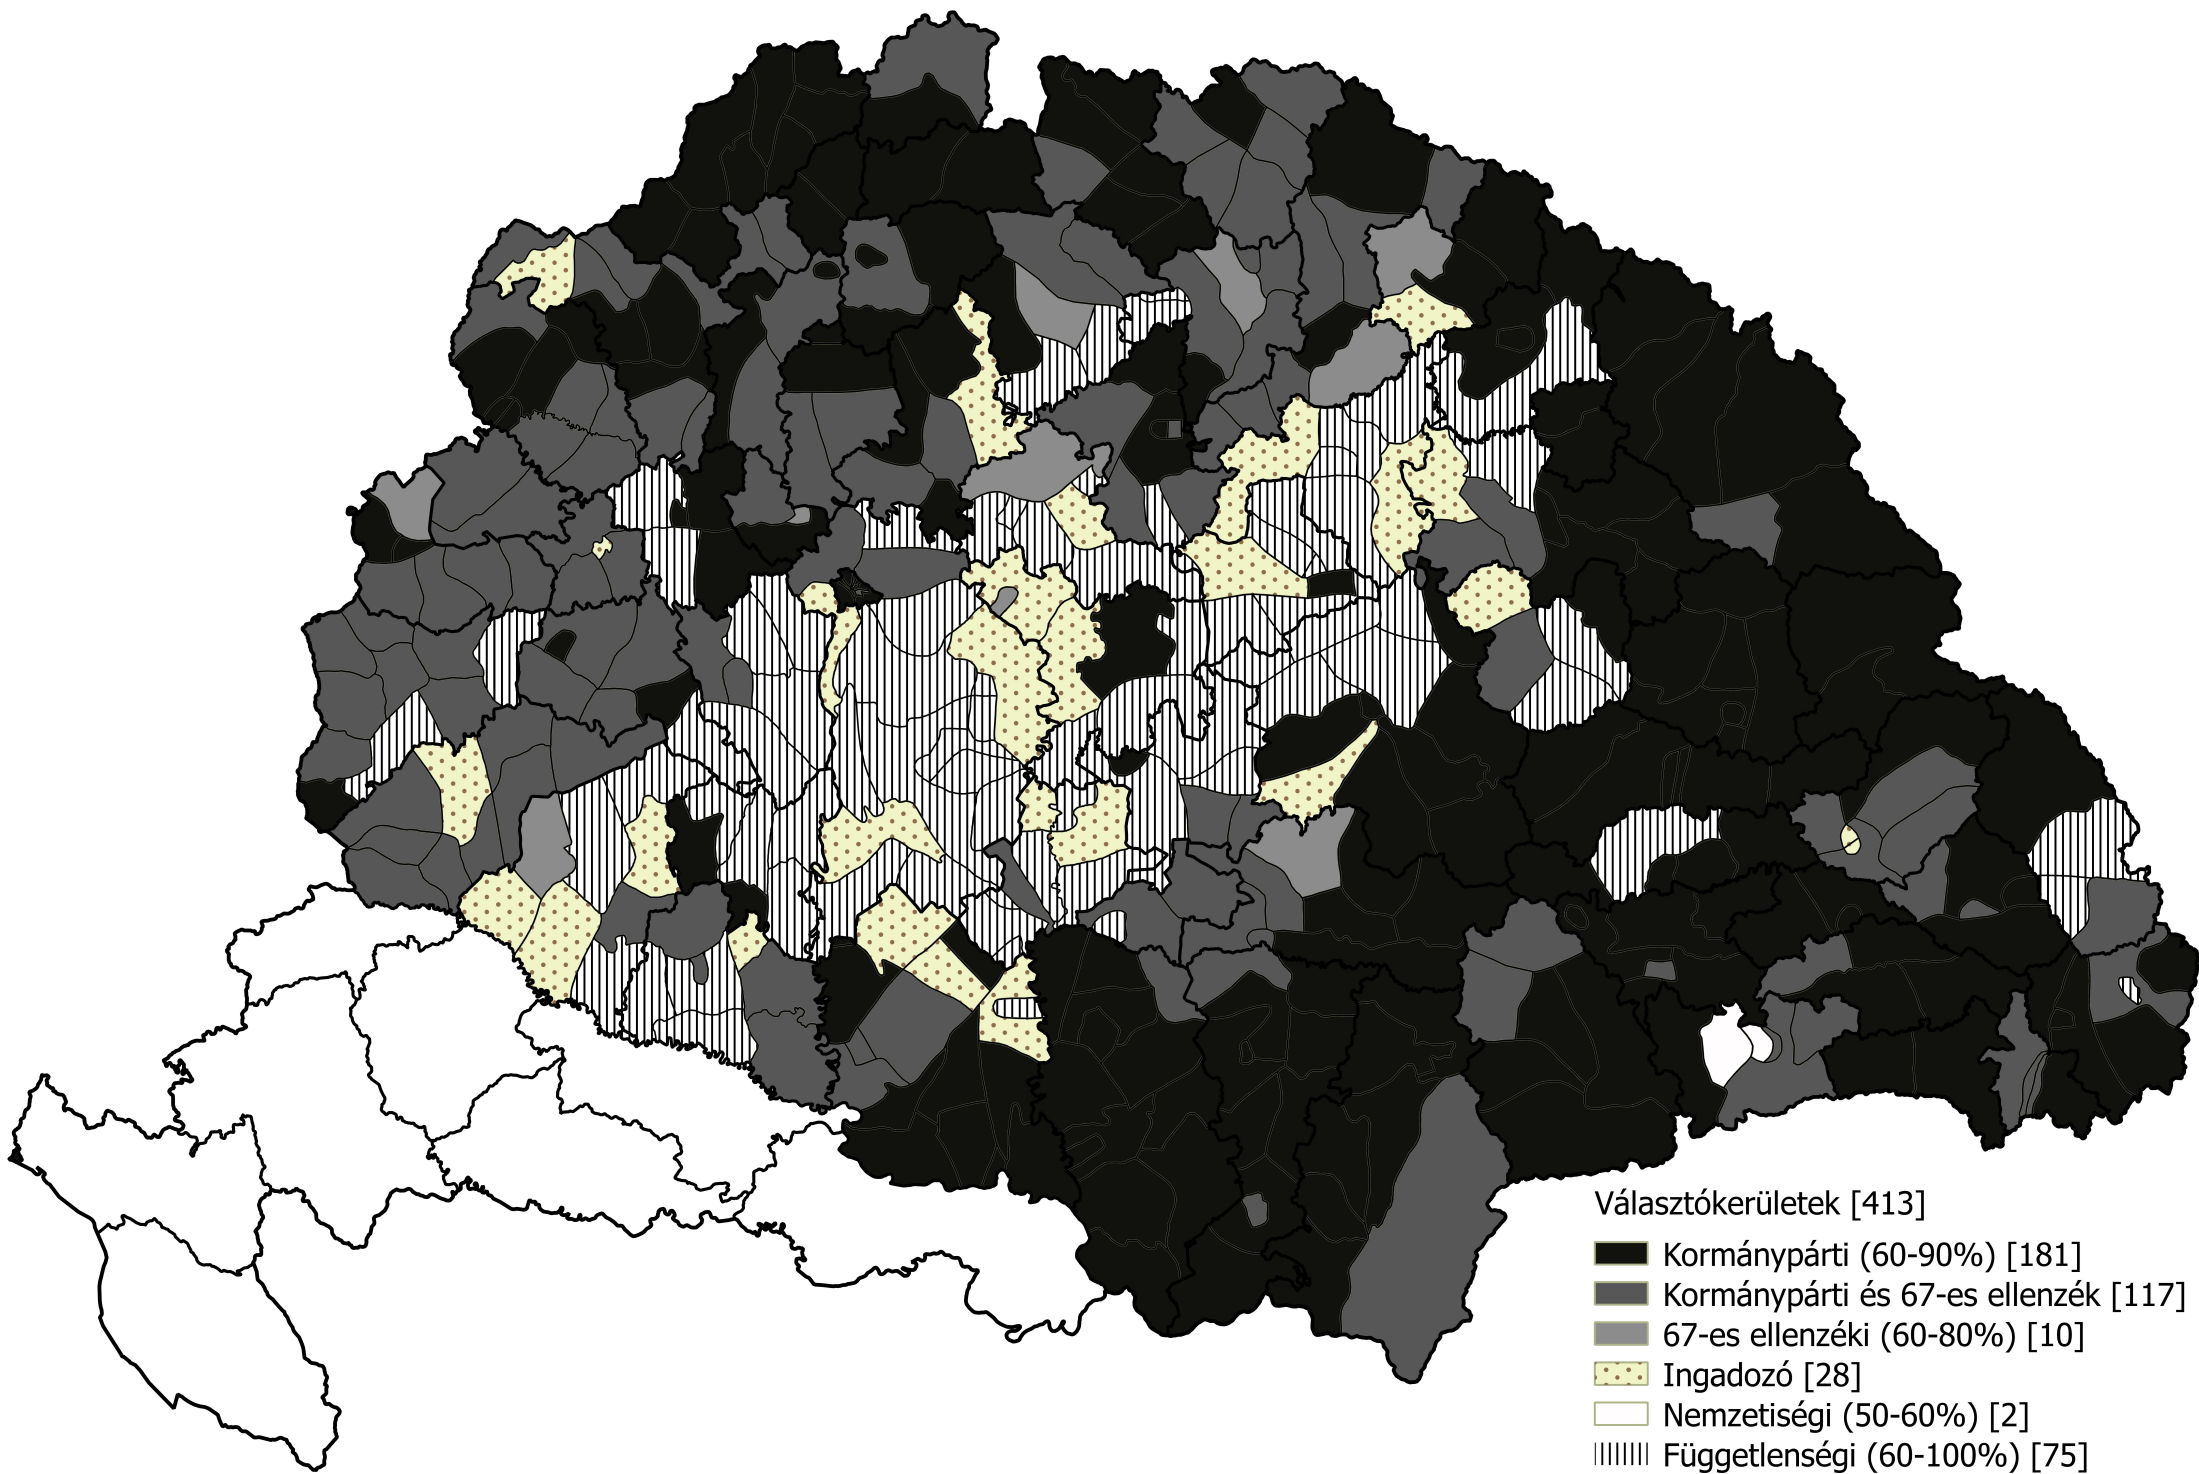 Választókerületek [413]
Kormánypárti (60-90%) [181]
Kormánypárti és 67-es ellenzék [117]
67-es ellenzéki (60-80%) [10]
Ingadozó [28]
Nemzetiségi (50-60%) [2]
Függetlenségi (60-100%) [75]